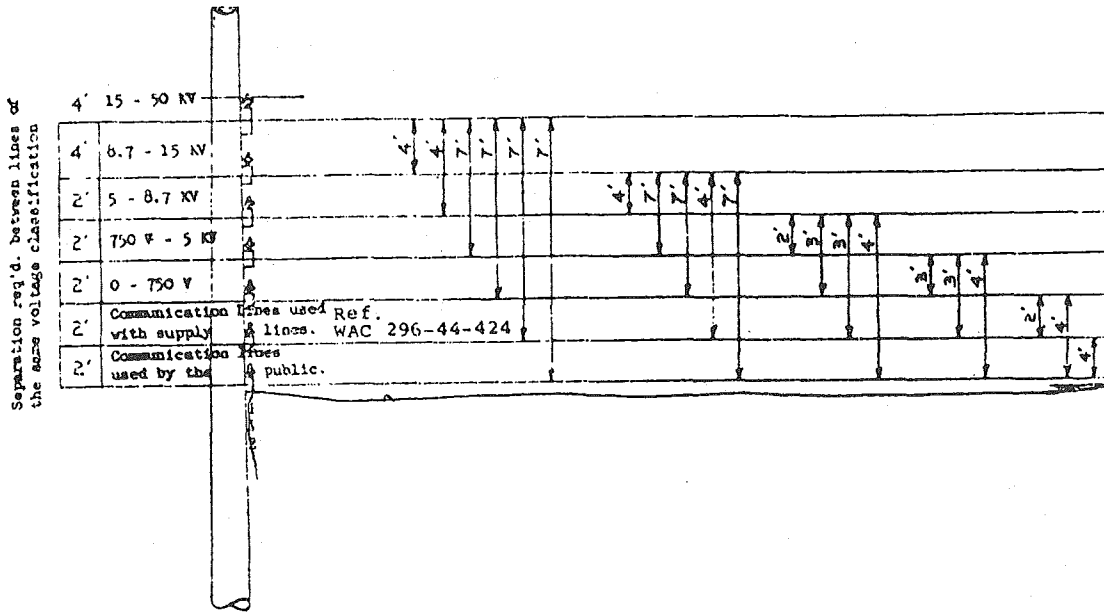 Separation req'd. between lines of
the same voltage classification
4' 15 - 50 KV
4' 8.7 - 15 KV
2' 5 - 8.7 KV
2' 750 V - 5 KV
2' 0 - 750 V
2' Communication lines used
with supply lines.
Ref.
WAC 296-44-424
2' Communication lines
used by the public.
4' 4' 7' 7' 7' 7'
4' 7' 7' 4' 7'
2' 3' 3' 4'
3' 3' 4'
2' 4'
4'